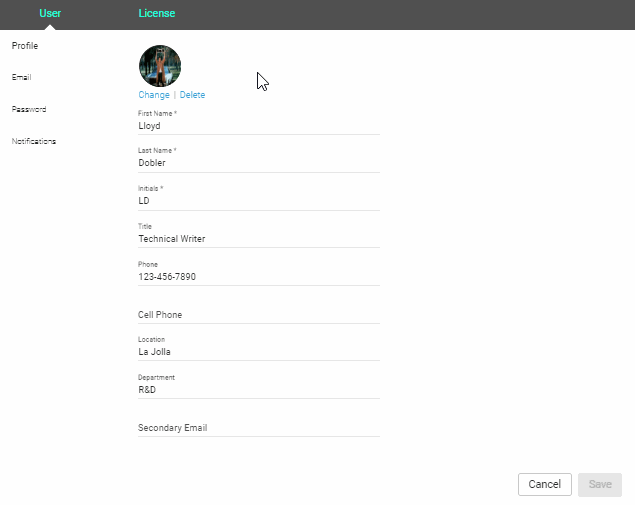 User License
Profile
Email
Password
Notifications
Change | Delete
First Name *
Lloyd
Last Name *
Dobler
Initials *
LD
Title
Technical Writer
Phone
123-456-7890
Cell Phone
Location
La Jolla
Department
R&D
Secondary Email
Cancel Save